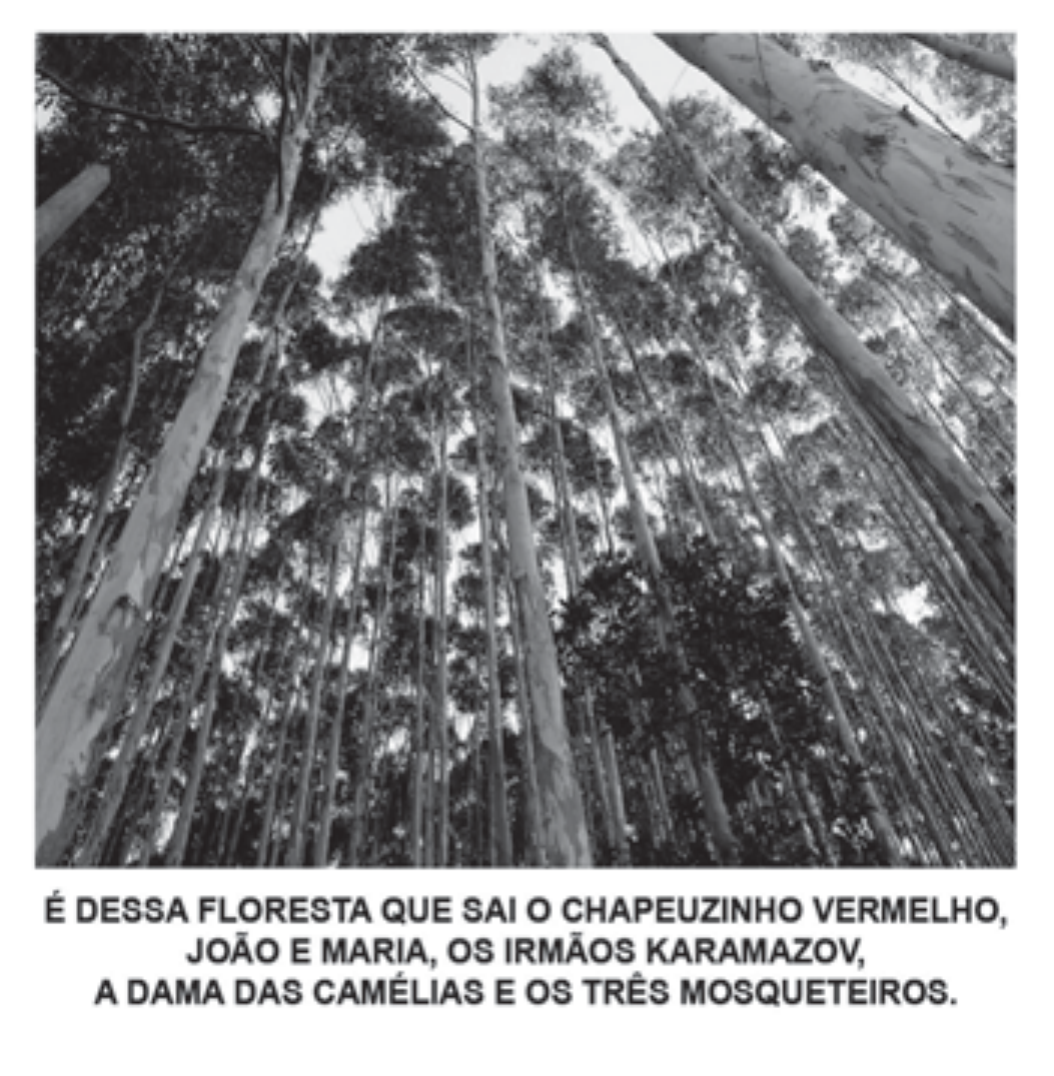 É DESSA FLORESTA QUE SAI O CHAPEUZINHO VERMELHO,
JOÃO E MARIA, OS IRMÃOS KARAMAZOV,
A DAMA DAS CAMÉLIAS E OS TRÊS MOSQUETEIROS.